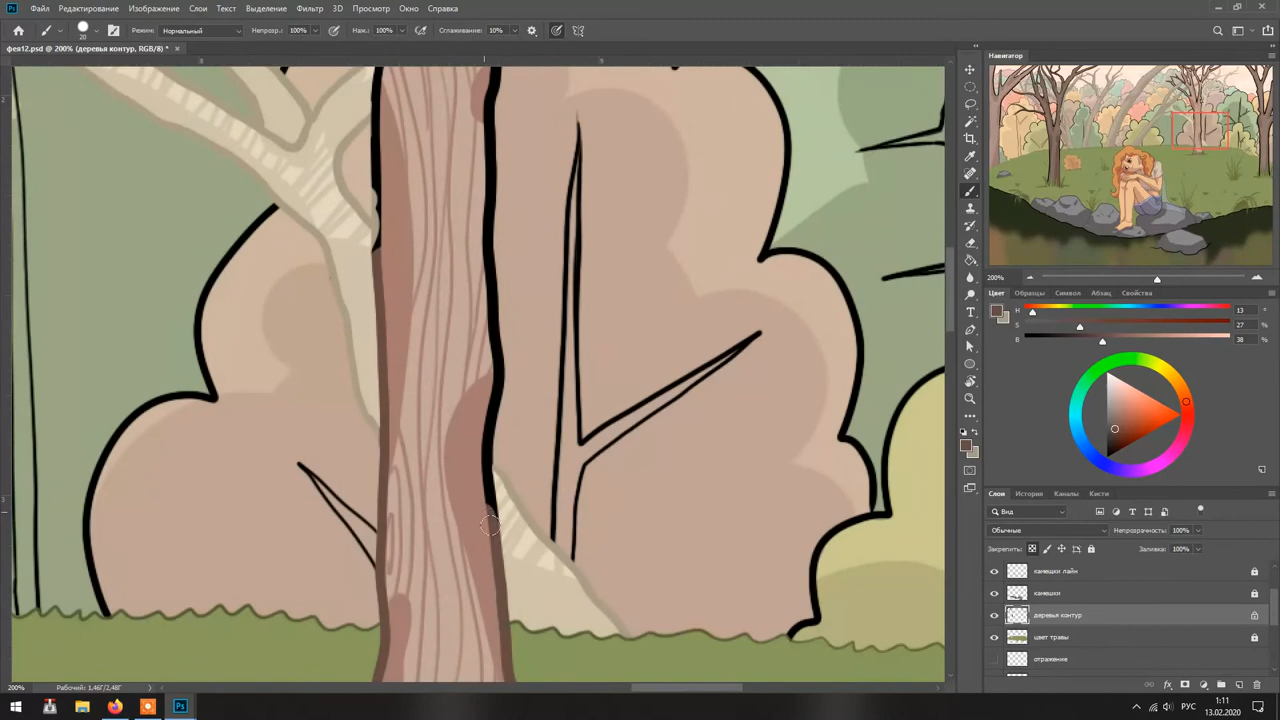 Файл Редактирование Изображение Слои Текст Выделение Фильтр 3D Просмотр Окно Справка
20 Режим: Нормальный Непрозр.: 100% Наж.: 100% Сглаживание: 10%
фея12.psd @ 200% (деревья контур, RGB/8) * ×
Навигатор
200%
Цвет Образцы Символ Абзац Свойства
H 13 °
S 27 %
B 38 %
Слои История Каналы Кисти
Вид
Обычные Непрозрачность: 100%
Закрепить: Заливка: 100%
камешки лайн
камешки
деревья контур
цвет травы
отражение
200% Рабочий: 1,46Г/2,48Г
РУС
1:11
13.02.2020